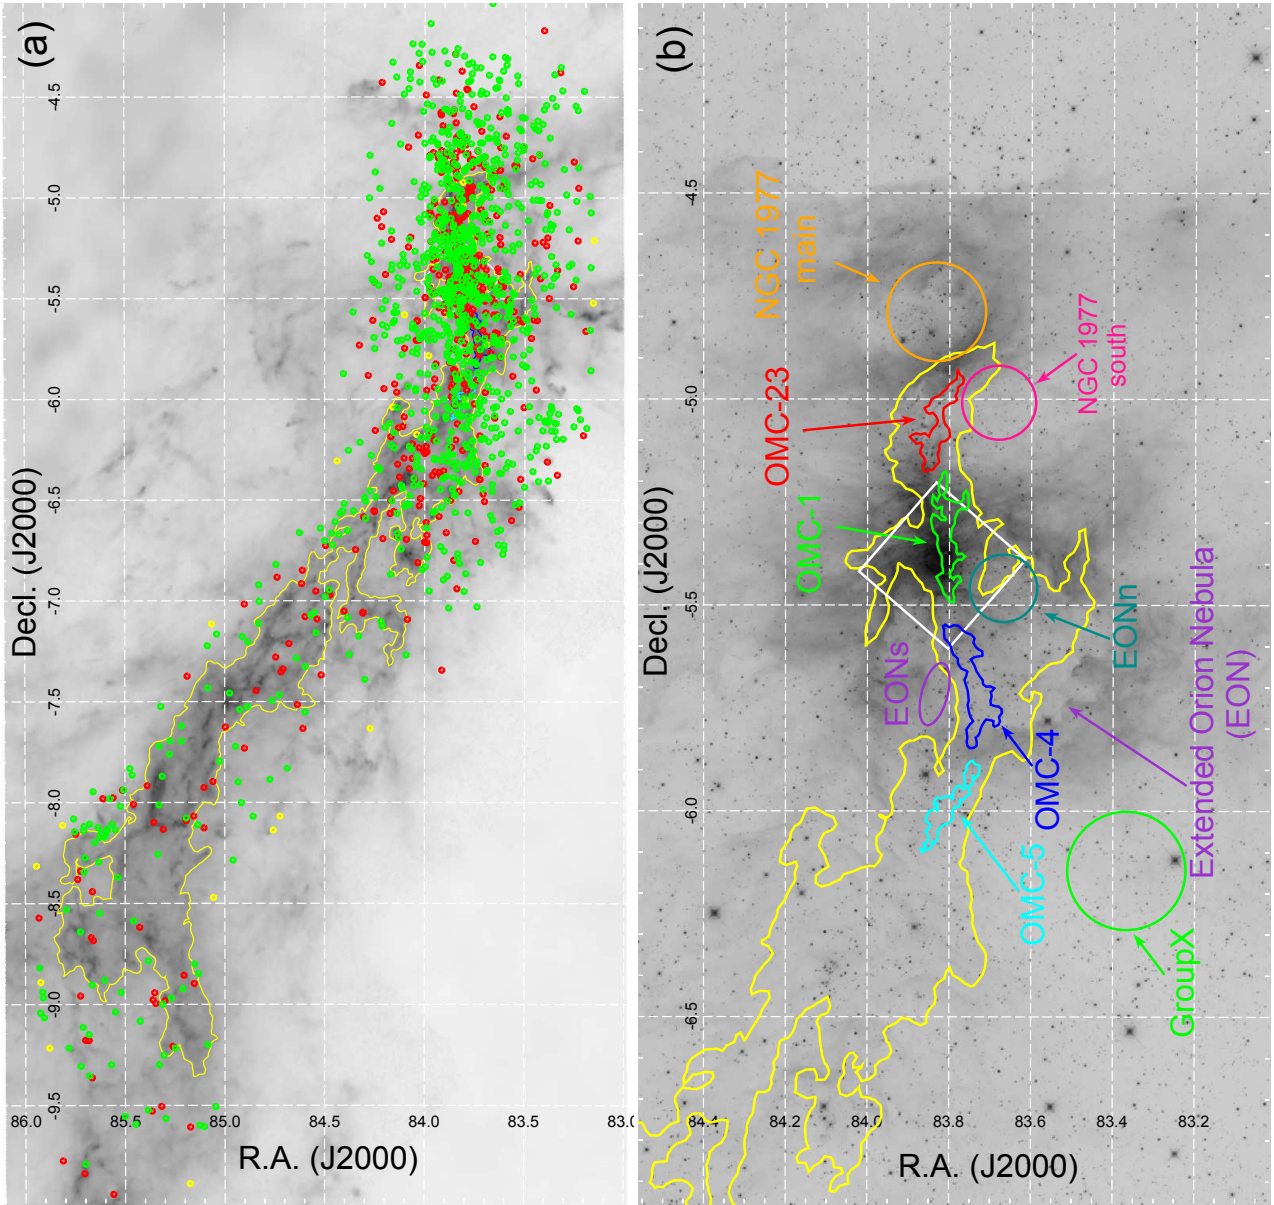 (a)
Decl. (J2000)
-4.5
-5.0
-5.5
-6.0
-6.5
-7.0
-7.5
-8.0
-8.5
-9.0
-9.5
86.0
85.5
85.0
84.5
84.0
83.0
R.A. (J2000)
(b)
Decl. (J2000)
-4.5
-5.0
-5.5
-6.0
-6.5
NGC 1977
main
OMC-23
NGC 1977
south
OMC-1
EONs
EONn
Extended Orion Nebula
(EON)
OMC-4
OMC-5
GroupX
84.4
84.2
84.0
83.8
83.6
83.4
83.2
R.A. (J2000)